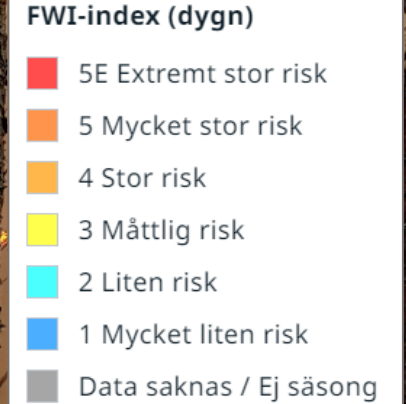 FWI-index (dygn)
5E Extremt stor risk
5 Mycket stor risk
4 Stor risk
3 Måttlig risk
2 Liten risk
1 Mycket liten risk
Data saknas / Ej säsong